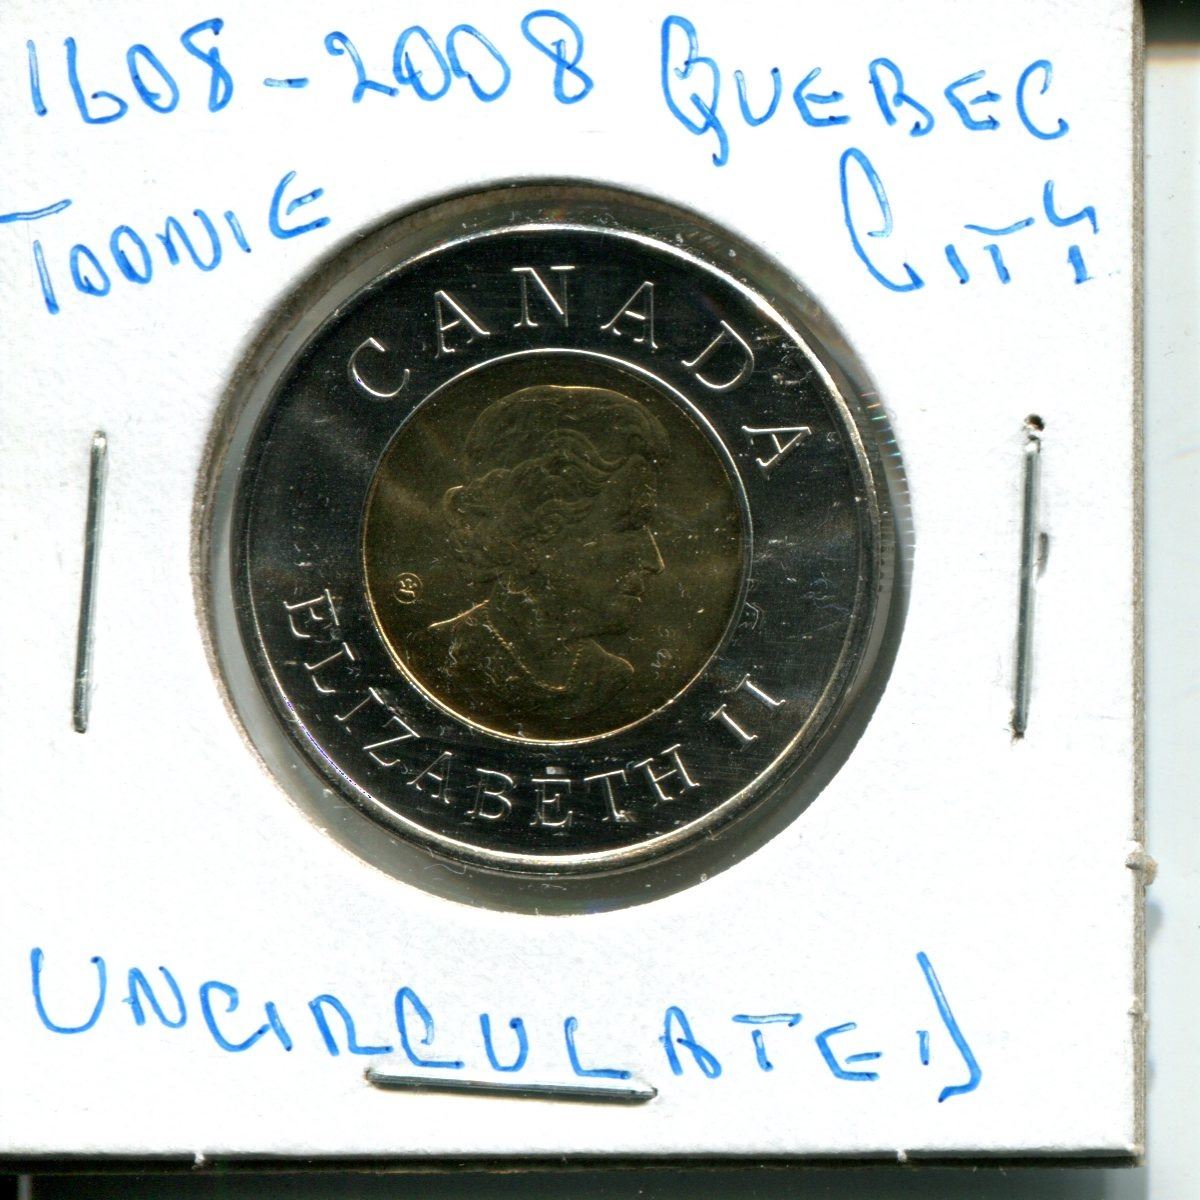 1608-2008 QUEBEC
TOONIE CITY
CANADA
ELIZABETH II
UNCIRCULATED